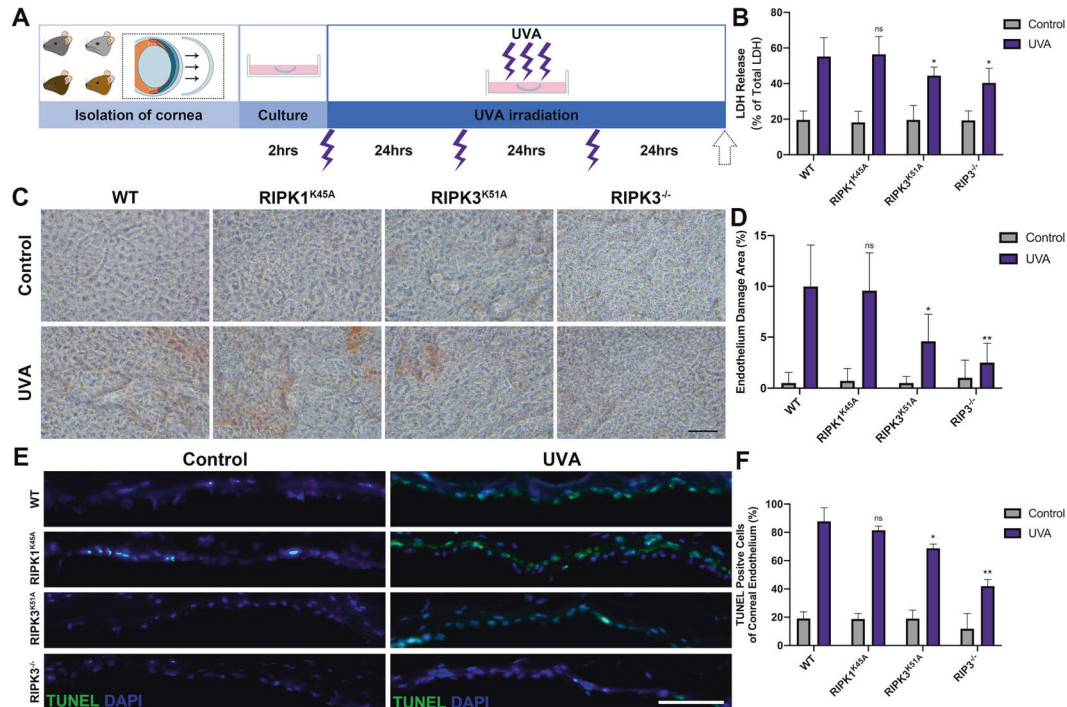 A
UVA
Isolation of cornea
Culture
UVA irradiation
2hrs
24hrs
24hrs
24hrs
B
LDH Release
(% of Total LDH)
80
60
40
20
0
ns
*
*
WT
RIPK1K45A
RIPK3K51A
RIP3-/-
Control
UVA
C
WT
RIPK1K45A
RIPK3K51A
RIPK3-/-
Control
UVA
D
Endothelium Damage Area (%)
15
10
5
0
ns
*
**
WT
RIPK1K45A
RIPK3K51A
RIP3-/-
Control
UVA
E
Control
UVA
WT
RIPK1K45A
RIPK3K51A
RIPK3-/-
TUNEL DAPI
TUNEL DAPI
F
TUNEL Positve Cells
of Conreal Endothelium (%)
100
80
60
40
20
0
ns
*
**
WT
RIPK1K45A
RIPK3K51A
RIP3-/-
Control
UVA